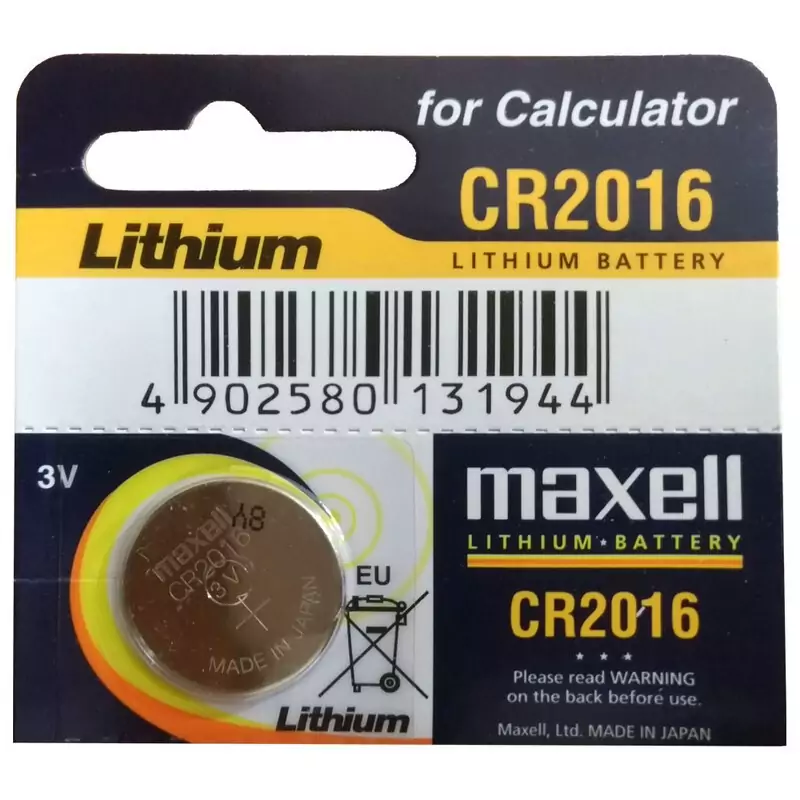 for Calculator
CR2016
Lithium
LITHIUM BATTERY
4 902580 131944
3V
maxell
LITHIUM★BATTERY
CR2016
★ ★ ★
Please read WARNING
on the back before use.
Maxell, Ltd. MADE IN JAPAN
8Y
maxell
CR2016
3V
+
MADE IN JAPAN
EU
Lithium